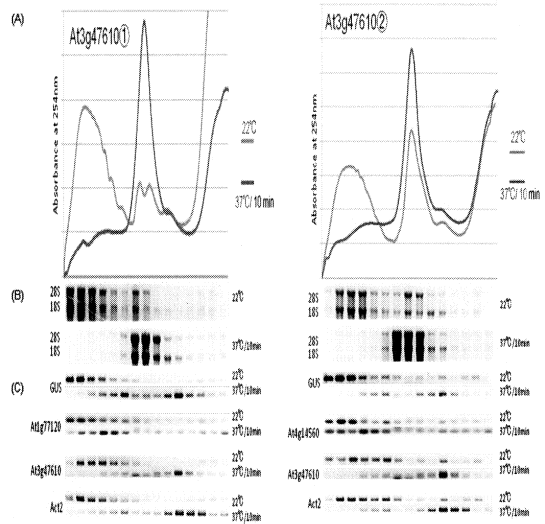 (A)
At3g47610①
Absorbance at 254nm
22℃
37℃/ 10 min
At3g47610②
Absorbance at 254nm
22℃
37℃/ 10 min
(B)
28S
18S
22℃
28S
18S
37℃/10min
28S
18S
22℃
28S
18S
37℃/10min
(C)
GUS
22℃
37℃/10min
At1g77120
22℃
37℃/10min
At3g47610
22℃
37℃/10min
Act2
22℃
37℃/10min
GUS
22℃
37℃/10min
At4g14560
22℃
37℃/10min
At3g47610
22℃
37℃/10min
Act2
22℃
37℃/10min